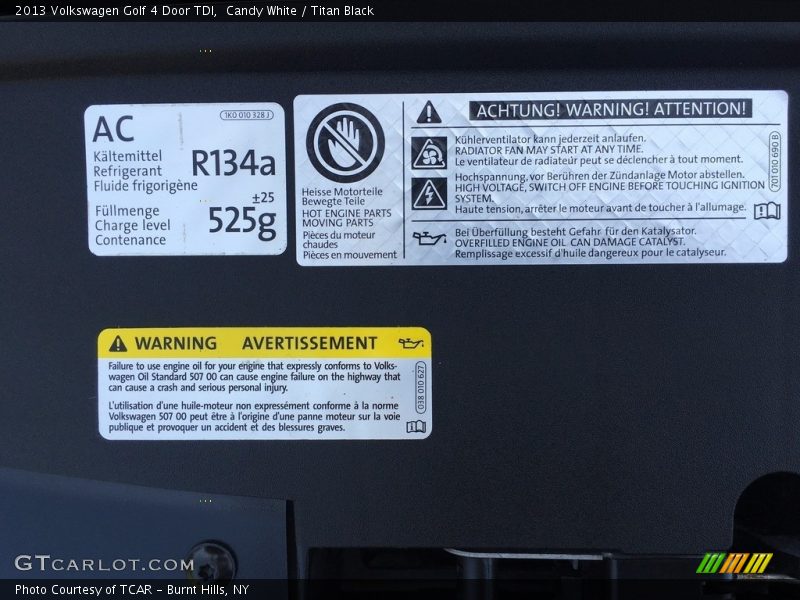 2013 Volkswagen Golf 4 Door TDI, Candy White / Titan Black
AC
1K0 010 328 J
Kältemittel
Refrigerant
Fluide frigorigène
R134a
Füllmenge
Charge level
Contenance
±25
525g
Heisse Motorteile
Bewegte Teile
HOT ENGINE PARTS
MOVING PARTS
Pièces du moteur
chaudes
Pièces en mouvement
ACHTUNG! WARNING! ATTENTION!
Kühlerventilator kann jederzeit anlaufen.
RADIATOR FAN MAY START AT ANY TIME.
Le ventilateur de radiateur peut se déclencher à tout moment.
Hochspannung, vor Berühren der Zündanlage Motor abstellen.
HIGH VOLTAGE, SWITCH OFF ENGINE BEFORE TOUCHING IGNITION
SYSTEM.
Haute tension, arrêter le moteur avant de toucher à l'allumage.
Bei Überfüllung besteht Gefahr für den Katalysator.
OVERFILLED ENGINE OIL CAN DAMAGE CATALYST.
Remplissage excessif d'huile dangereux pour le catalyseur.
701 010 690 B
WARNING AVERTISSEMENT
Failure to use engine oil for your engine that expressly conforms to Volks-
wagen Oil Standard 507 00 can cause engine failure on the highway that
can cause a crash and serious personal injury.
L'utilisation d'une huile-moteur non expressément conforme à la norme
Volkswagen 507 00 peut être à l'origine d'une panne moteur sur la voie
publique et provoquer un accident et des blessures graves.
038 010 627
GTCARLOT.COM
Photo Courtesy of TCAR – Burnt Hills, NY